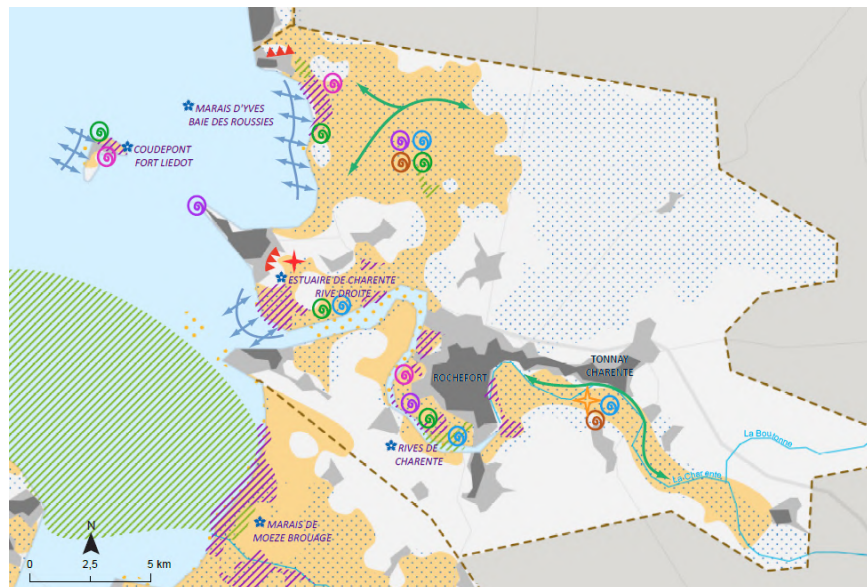 MARAIS D'YVES
BAIE DES ROUSSIES
COUDEPONT
FORT LIEDOT
ESTUAIRE DE CHARENTE
RIVE DROITE
TONNAY
CHARENTE
ROCHEFORT
La Boutonne
RIVES DE
CHARENTE
La Charente
MARAIS DE
MOEZE BROUAGE
N
0 2,5 5 km